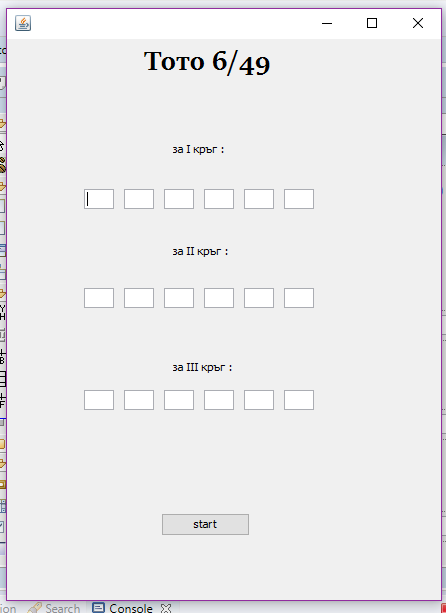 Тото 6/49
за I кръг :
за II кръг :
за III кръг :
start
Search
Console